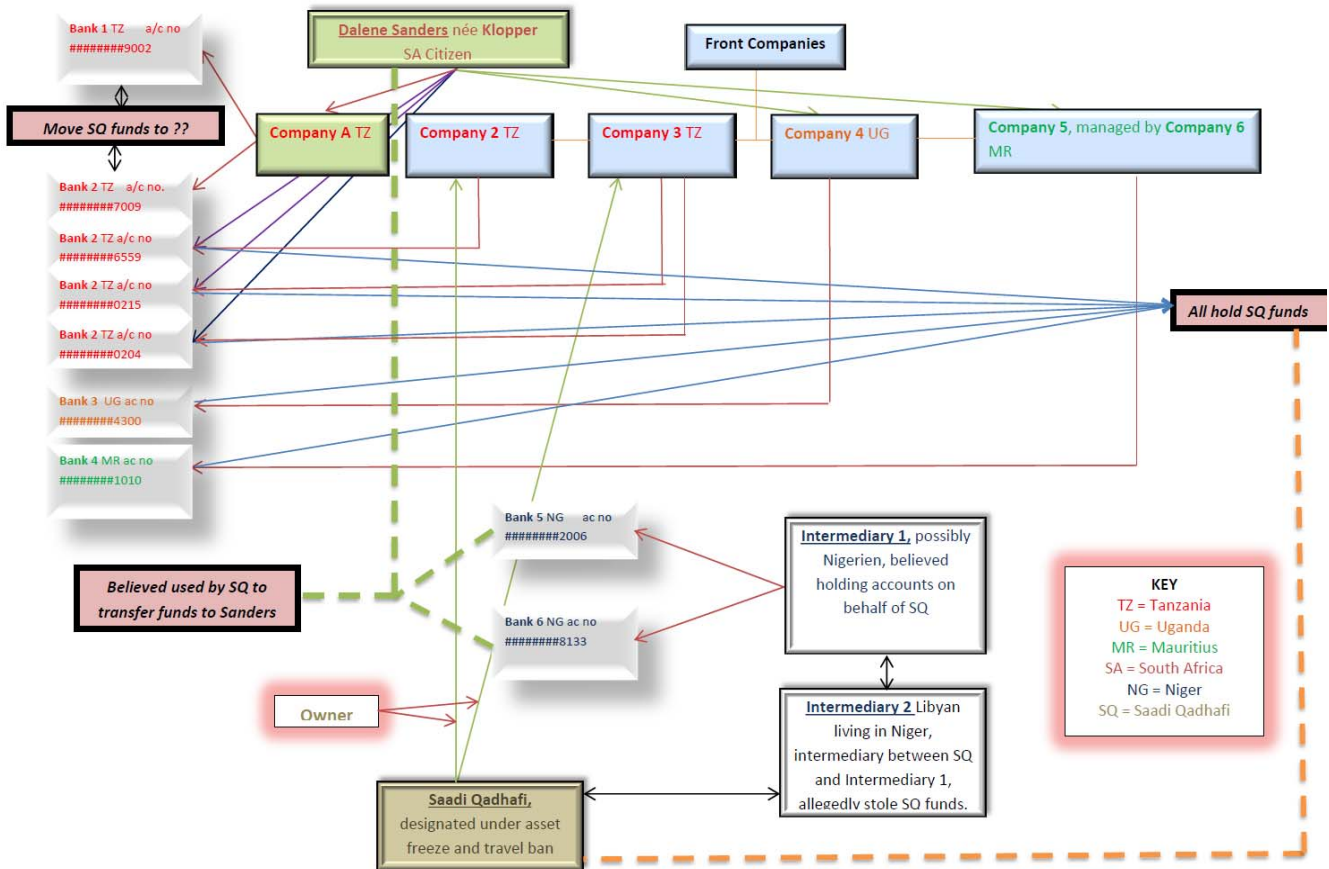 Bank 1 TZ a/c no
########9002
Dalene Sanders née Klopper
SA Citizen
Front Companies
Move SQ funds to ??
Company A TZ
Company 2 TZ
Company 3 TZ
Company 4 UG
Company 5, managed by Company 6
MR
Bank 2 TZ a/c no.
########7009
Bank 2 TZ a/c no
########6559
Bank 2 TZ a/c no
########0215
Bank 2 TZ a/c no
########0204
All hold SQ funds
Bank 3 UG ac no
########4300
Bank 4 MR ac no
########1010
Bank 5 NG ac no
########2006
Intermediary 1, possibly
Nigerien, believed
holding accounts on
behalf of SQ
Believed used by SQ to
transfer funds to Sanders
Bank 6 NG ac no
########8133
KEY
TZ = Tanzania
UG = Uganda
MR = Mauritius
SA = South Africa
NG = Niger
SQ = Saadi Qadhafi
Owner
Intermediary 2 Libyan
living in Niger,
intermediary between SQ
and Intermediary 1,
allegedly stole SQ funds.
Saadi Qadhafi,
designated under asset
freeze and travel ban